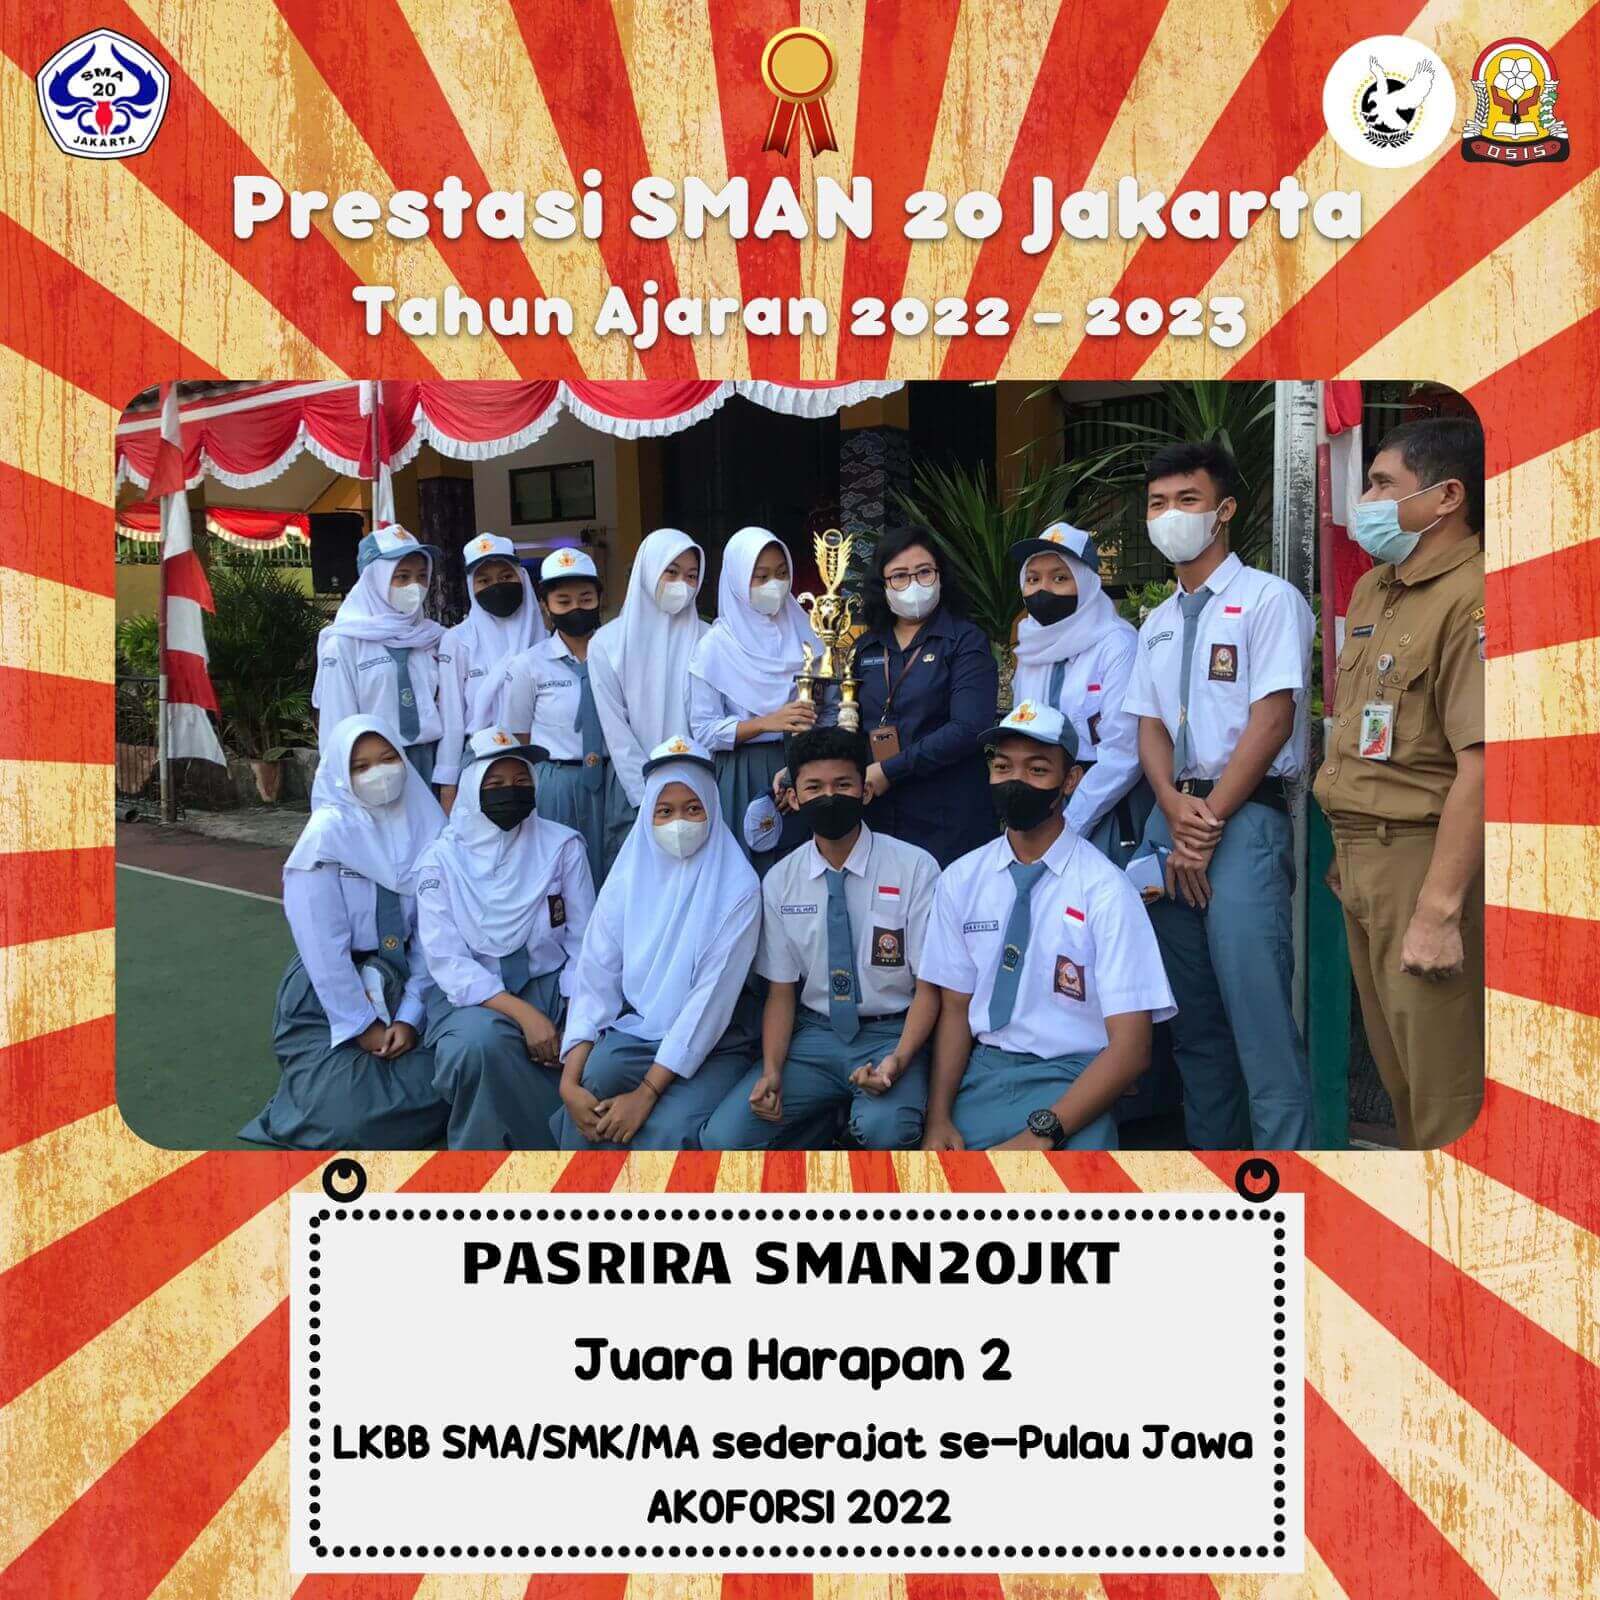 SMA
20
JAKARTA
OSIS
Prestasi SMAN 20 Jakarta
Tahun Ajaran 2022 - 2023
PASRIRA SMAN20JKT
Juara Harapan 2
LKBB SMA/SMK/MA sederajat se-Pulau Jawa
AKOFORSI 2022